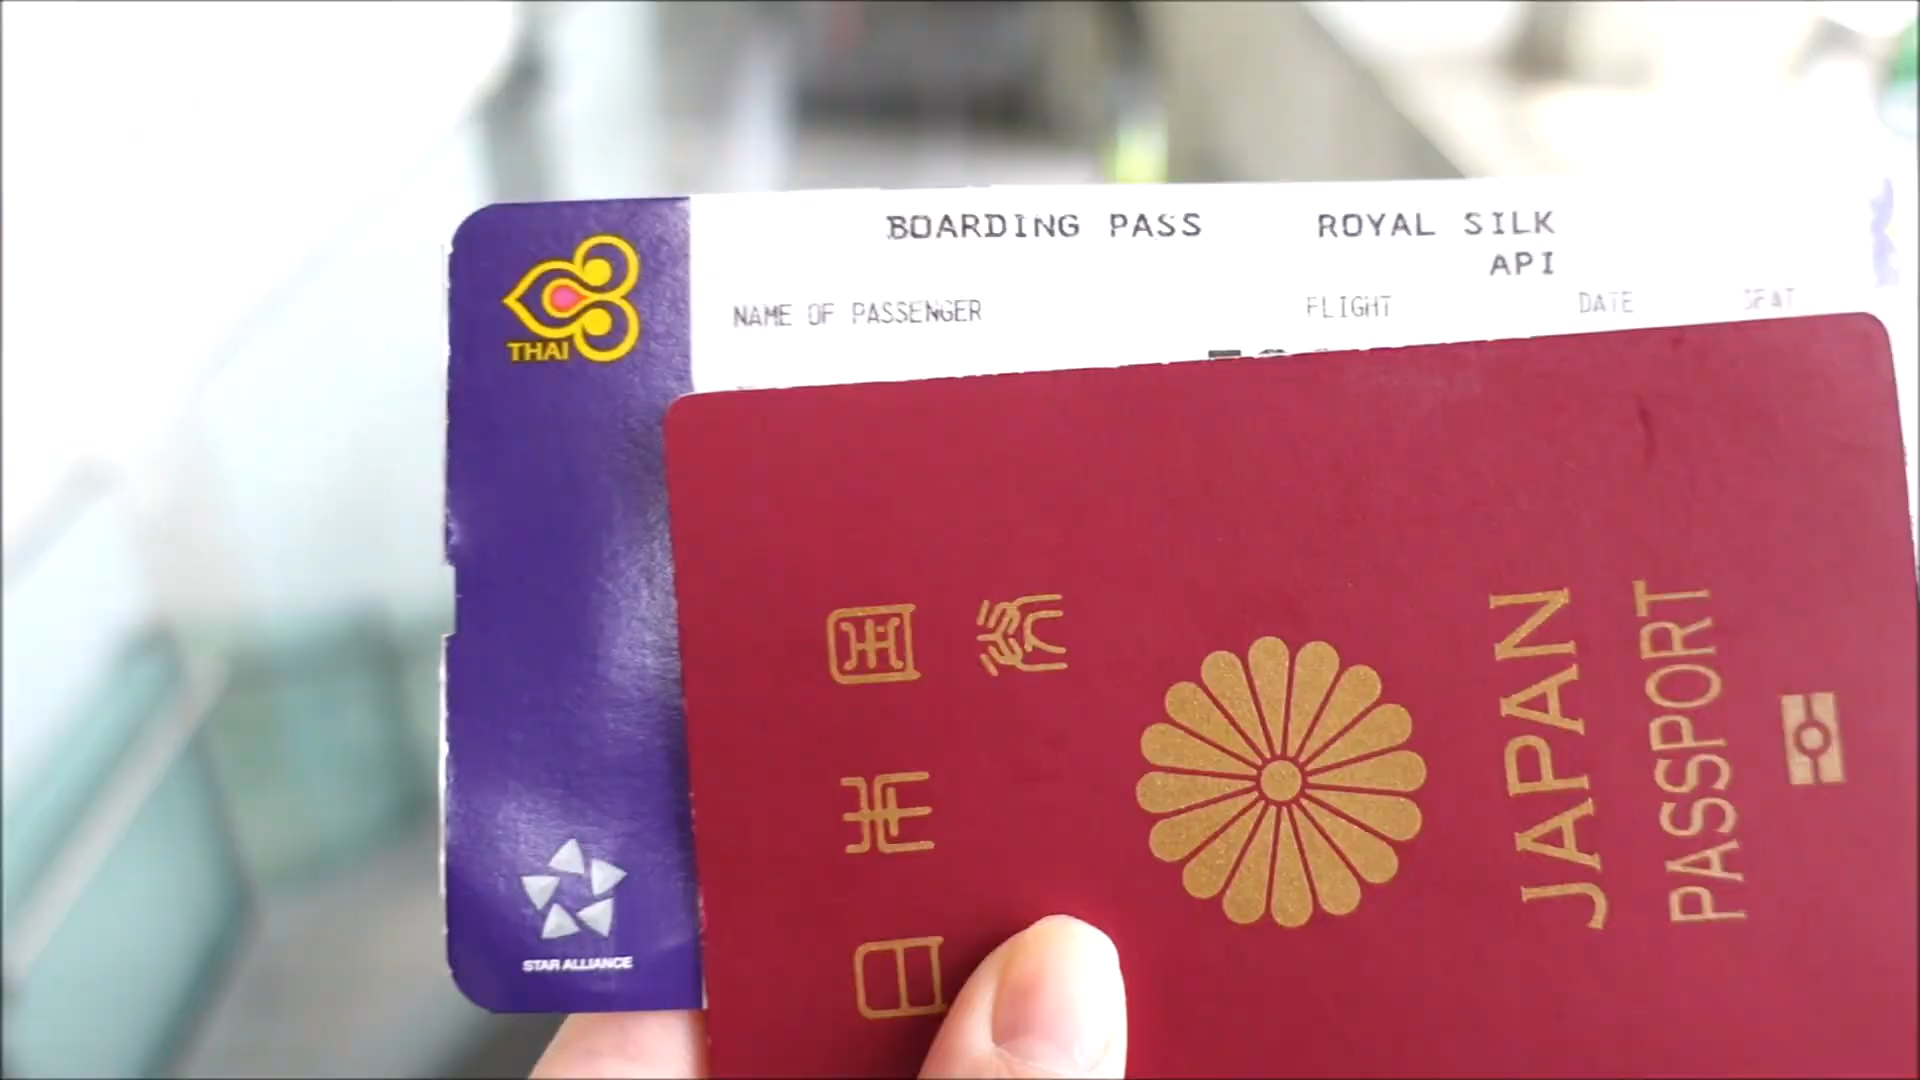 BOARDING PASS ROYAL SILK
API
NAME OF PASSENGER FLIGHT DATE SEAT
THAI
STAR ALLIANCE
日本国
旅
JAPAN
PASSPORT